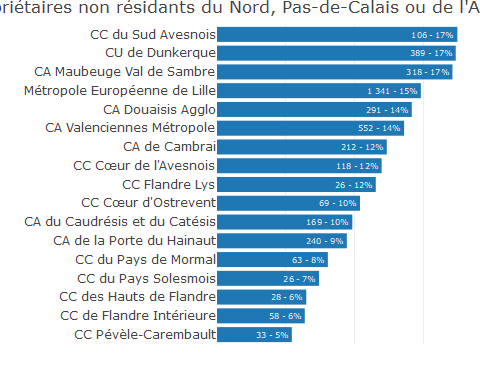 priétaires non résidants du Nord, Pas-de-Calais ou de l'A
CC du Sud Avesnois 106 - 17%
CU de Dunkerque 389 - 17%
CA Maubeuge Val de Sambre 318 - 17%
Métropole Européenne de Lille 1 341 - 15%
CA Douaisis Agglo 291 - 14%
CA Valenciennes Métropole 552 - 14%
CA de Cambrai 212 - 12%
CC Cœur de l'Avesnois 118 - 12%
CC Flandre Lys 26 - 12%
CC Cœur d'Ostrevent 69 - 10%
CA du Caudrésis et du Catésis 169 - 10%
CA de la Porte du Hainaut 240 - 9%
CC du Pays de Mormal 63 - 8%
CC du Pays Solesmois 26 - 7%
CC des Hauts de Flandre 28 - 6%
CC de Flandre Intérieure 58 - 6%
CC Pévèle-Carembault 33 - 5%